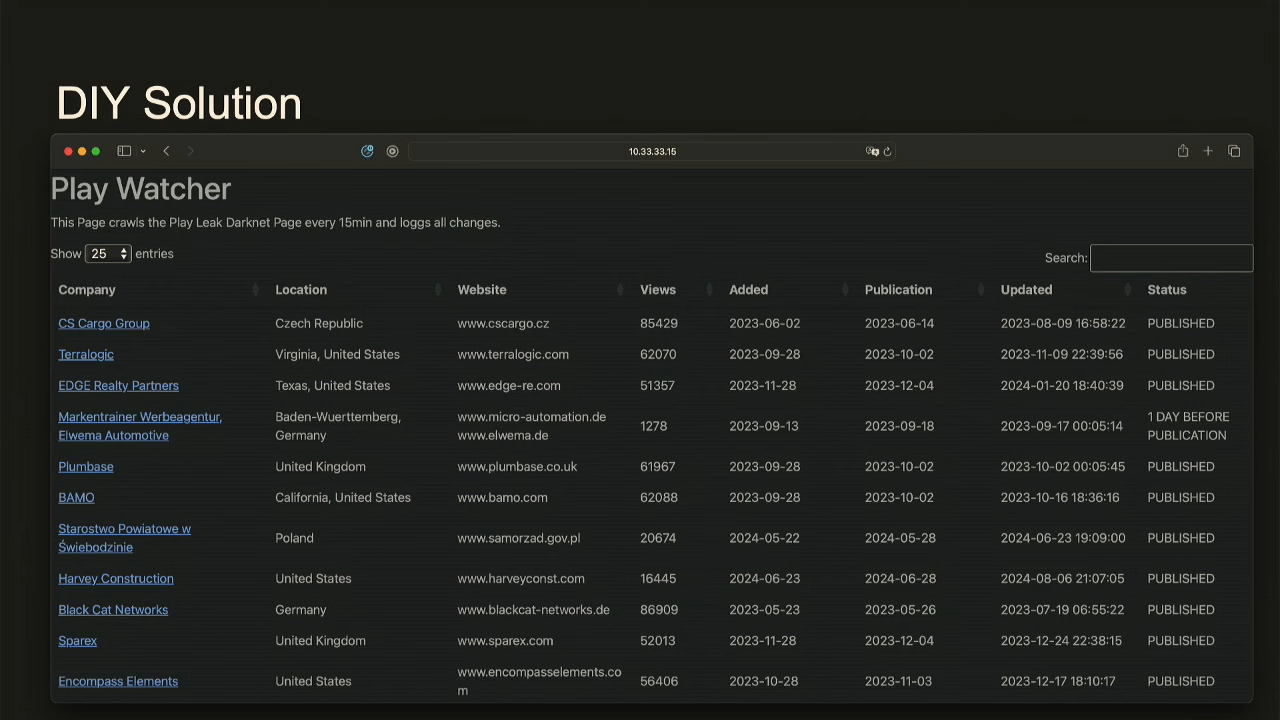 DIY Solution
10.33.33.15
Play Watcher
This Page crawls the Play Leak Darknet Page every 15min and loggs all changes.
Show 25 entries
Search:
Company Location Website Views Added Publication Updated Status
CS Cargo Group Czech Republic www.cscargo.cz 85429 2023-06-02 2023-06-14 2023-08-09 16:58:22 PUBLISHED
Terralogic Virginia, United States www.terralogic.com 62070 2023-09-28 2023-10-02 2023-11-09 22:39:56 PUBLISHED
EDGE Realty Partners Texas, United States www.edge-re.com 51357 2023-11-28 2023-12-04 2024-01-20 18:40:39 PUBLISHED
Markentrainer Werbeagentur, Baden-Wuerttemberg, www.micro-automation.de 1278 2023-09-13 2023-09-18 2023-09-17 00:05:14 1 DAY BEFORE
Elwema Automotive Germany www.elwema.de PUBLICATION
Plumbase United Kingdom www.plumbase.co.uk 61967 2023-09-28 2023-10-02 2023-10-02 00:05:45 PUBLISHED
BAMO California, United States www.bamo.com 62088 2023-09-28 2023-10-02 2023-10-16 18:36:16 PUBLISHED
Starostwo Powiatowe w
Świebodzinie Poland www.samorzad.gov.pl 20674 2024-05-22 2024-05-28 2024-06-23 19:09:00 PUBLISHED
Harvey Construction United States www.harveyconst.com 16445 2024-06-23 2024-06-28 2024-08-06 21:07:05 PUBLISHED
Black Cat Networks Germany www.blackcat-networks.de 86909 2023-05-23 2023-05-26 2023-07-19 06:55:22 PUBLISHED
Sparex United Kingdom www.sparex.com 52013 2023-11-28 2023-12-04 2023-12-24 22:38:15 PUBLISHED
Encompass Elements United States www.encompasselements.co 56406 2023-10-28 2023-11-03 2023-12-17 18:10:17 PUBLISHED
m